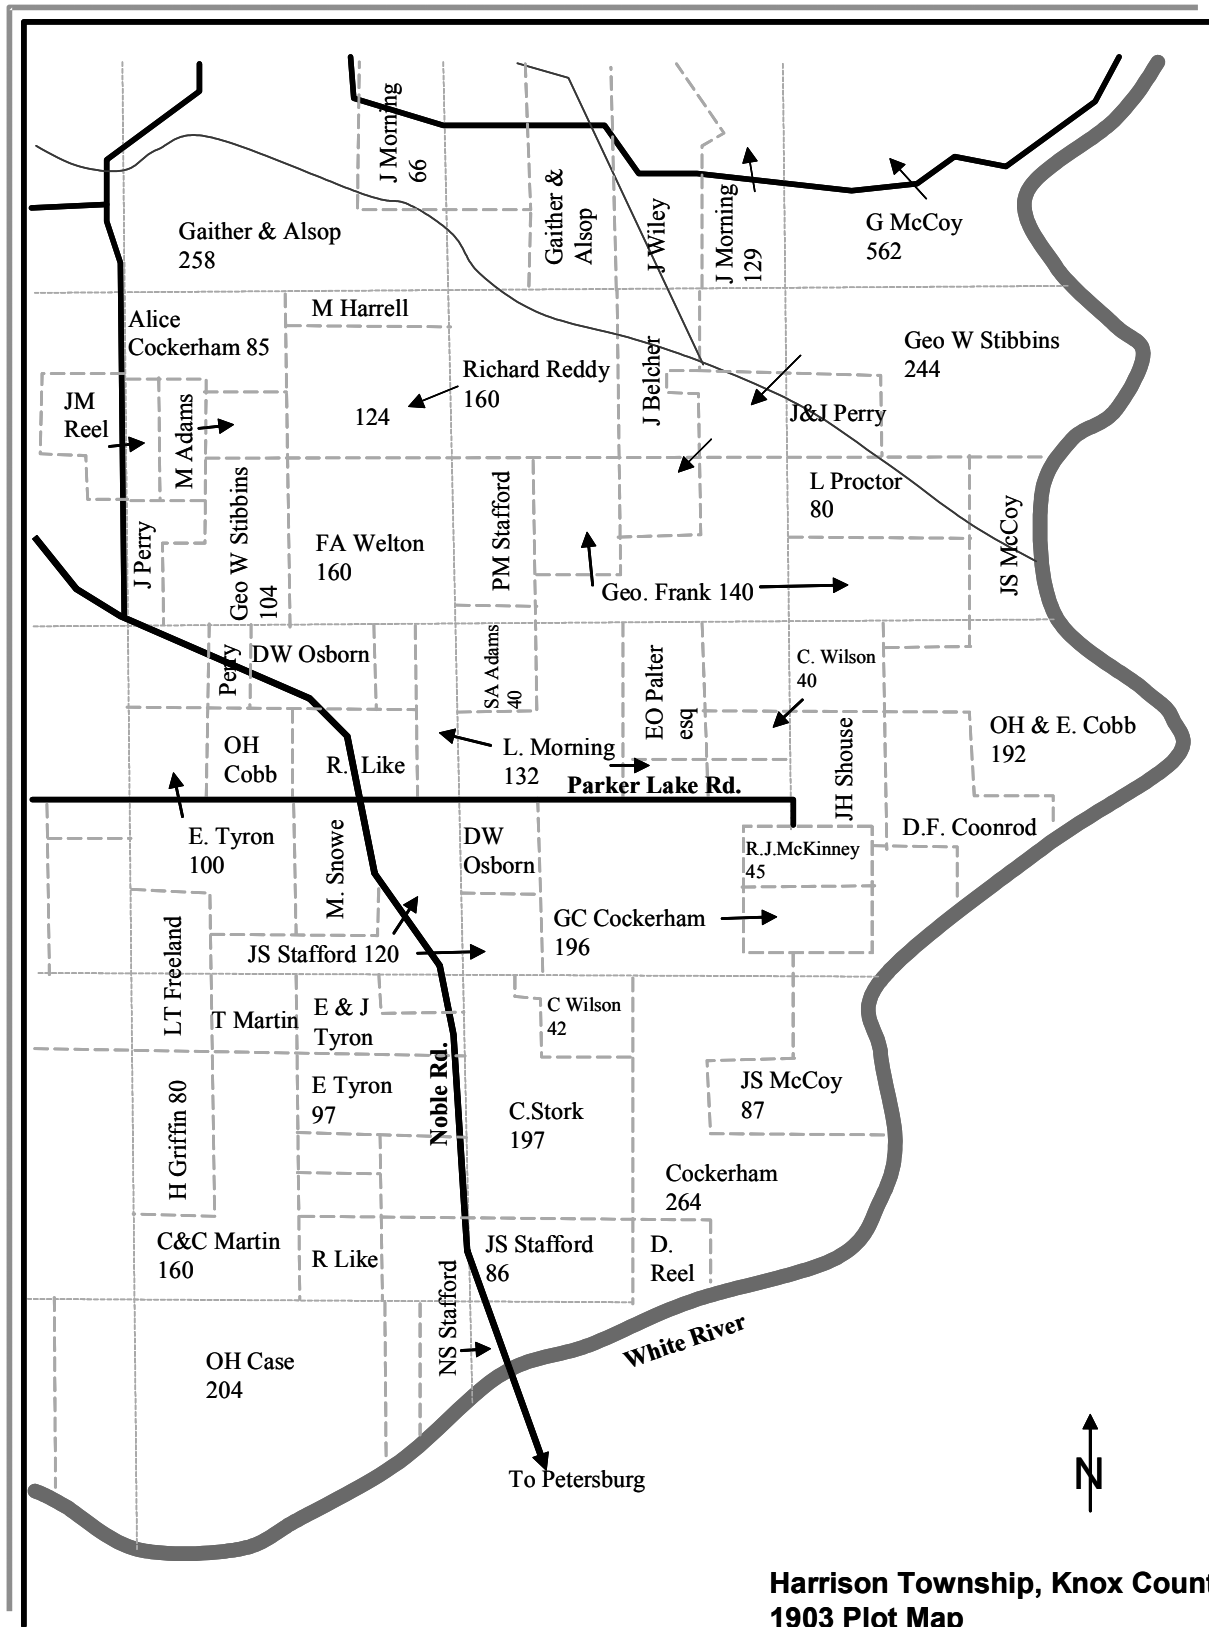 J Morning
66
Gaither &
Alsop
J Wiley
J Morning
129
G McCoy
562
Gaither & Alsop
258
M Harrell
Alice
Cockerham 85
Richard Reddy
160
124
J Belcher
Geo W Stibbins
244
J&J Perry
JM
Reel
M Adams
L Proctor
80
J Perry
Geo W Stibbins
104
FA Welton
160
PM Stafford
Geo. Frank 140
JS McCoy
Perry
DW Osborn
SA Adams
40
EO Palter
esq
C. Wilson
40
OH & E. Cobb
192
OH
Cobb
R. Like
L. Morning
132
Parker Lake Rd.
JH Shouse
E. Tyron
100
M. Snowe
DW
Osborn
R.J.McKinney
45
D.F. Coonrod
GC Cockerham
196
JS Stafford 120
LT Freeland
T Martin
E & J
Tyron
C Wilson
42
Noble Rd.
H Griffin 80
E Tyron
97
C.Stork
197
JS McCoy
87
Cockerham
264
C&C Martin
160
R Like
JS Stafford
86
D.
Reel
NS Stafford
White River
OH Case
204
To Petersburg
N
Harrison Township, Knox Count
1903 Plot Map